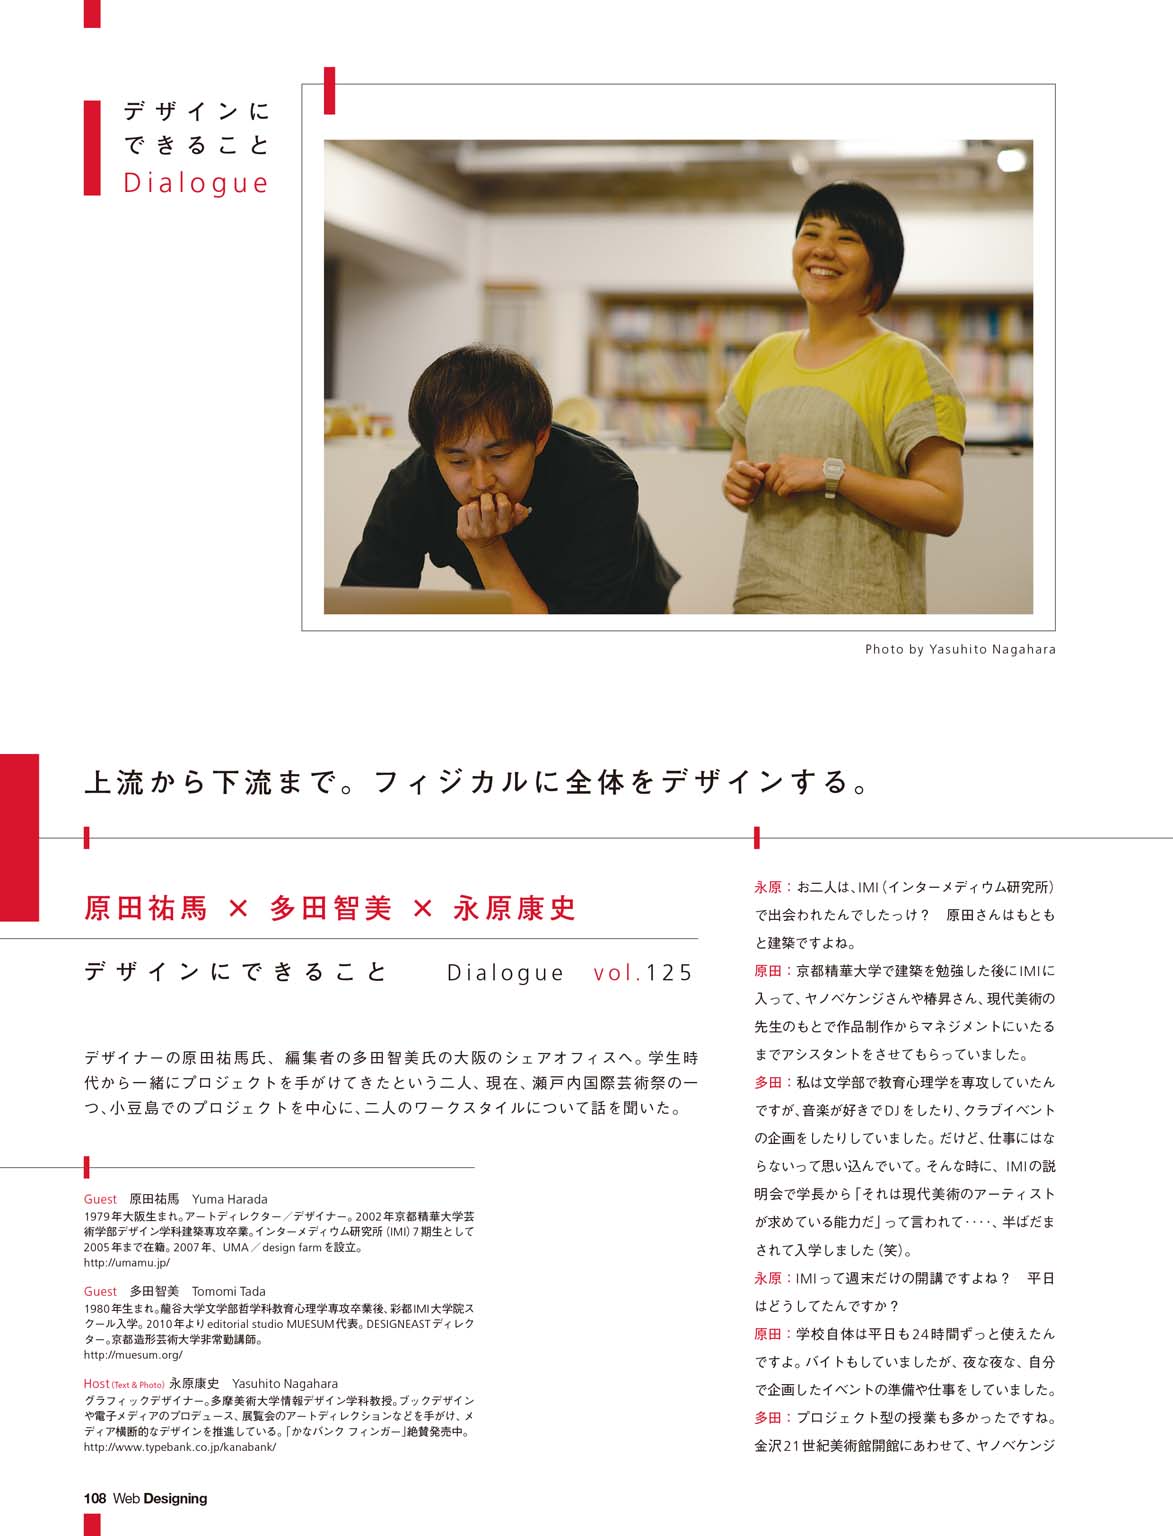 デザインに
できること
Dialogue
Photo by Yasuhito Nagahara
上流から下流まで。フィジカルに全体をデザインする。
原田祐馬 × 多田智美 × 永原康史
デザインにできること Dialogue vol.125
デザイナーの原田祐馬氏、編集者の多田智美氏の大阪のシェアオフィスへ。学生時
代から一緒にプロジェクトを手がけてきたという二人、現在、瀬戸内国際芸術祭の一
つ、小豆島でのプロジェクトを中心に、二人のワークスタイルについて話を聞いた。
Guest 原田祐馬 Yuma Harada
1979年大阪生まれ。アートディレクター／デザイナー。2002年京都精華大学芸
術学部デザイン学科建築専攻卒業。インターメディウム研究所（IMI）7期生として
2005年まで在籍。2007年、UMA／design farmを設立。
http://umamu.jp/
Guest 多田智美 Tomomi Tada
1980年生まれ。龍谷大学文学部哲学科教育心理学専攻卒業後、彩都IMI大学院ス
クール入学。2010年よりeditorial studio MUESUM代表。DESIGNEASTディレク
ター。京都造形芸術大学非常勤講師。
http://muesum.org/
Host（Text & Photo）永原康史 Yasuhito Nagahara
グラフィックデザイナー。多摩美術大学情報デザイン学科教授。ブックデザイン
や電子メディアのプロデュース、展覧会のアートディレクションなどを手がけ、メ
ディア横断的なデザインを推進している。「かなバンク フィンガー」絶賛発売中。
http://www.typebank.co.jp/kanabank/
永原：お二人は、IMI（インターメディウム研究所）
で出会われたんでしたっけ？ 原田さんはもとも
と建築ですよね。
原田：京都精華大学で建築を勉強した後にIMIに
入って、ヤノベケンジさんや椿昇さん、現代美術の
先生のもとで作品制作からマネジメントにいたる
までアシスタントをさせてもらっていました。
多田：私は文学部で教育心理学を専攻していたん
ですが、音楽が好きでDJをしたり、クラブイベント
の企画をしたりしていました。だけど、仕事にはな
らないって思い込んでいて。そんな時に、IMIの説
明会で学長から「それは現代美術のアーティスト
が求めている能力だ」って言われて‥‥、半ばだま
されて入学しました（笑）。
永原：IMIって週末だけの開講ですよね？ 平日
はどうしてたんですか？
原田：学校自体は平日も24時間ずっと使えたん
ですよ。バイトもしていましたが、夜な夜な、自分
で企画したイベントの準備や仕事をしていました。
多田：プロジェクト型の授業も多かったですね。
金沢21世紀美術館開館にあわせて、ヤノベケンジ
108 Web Designing